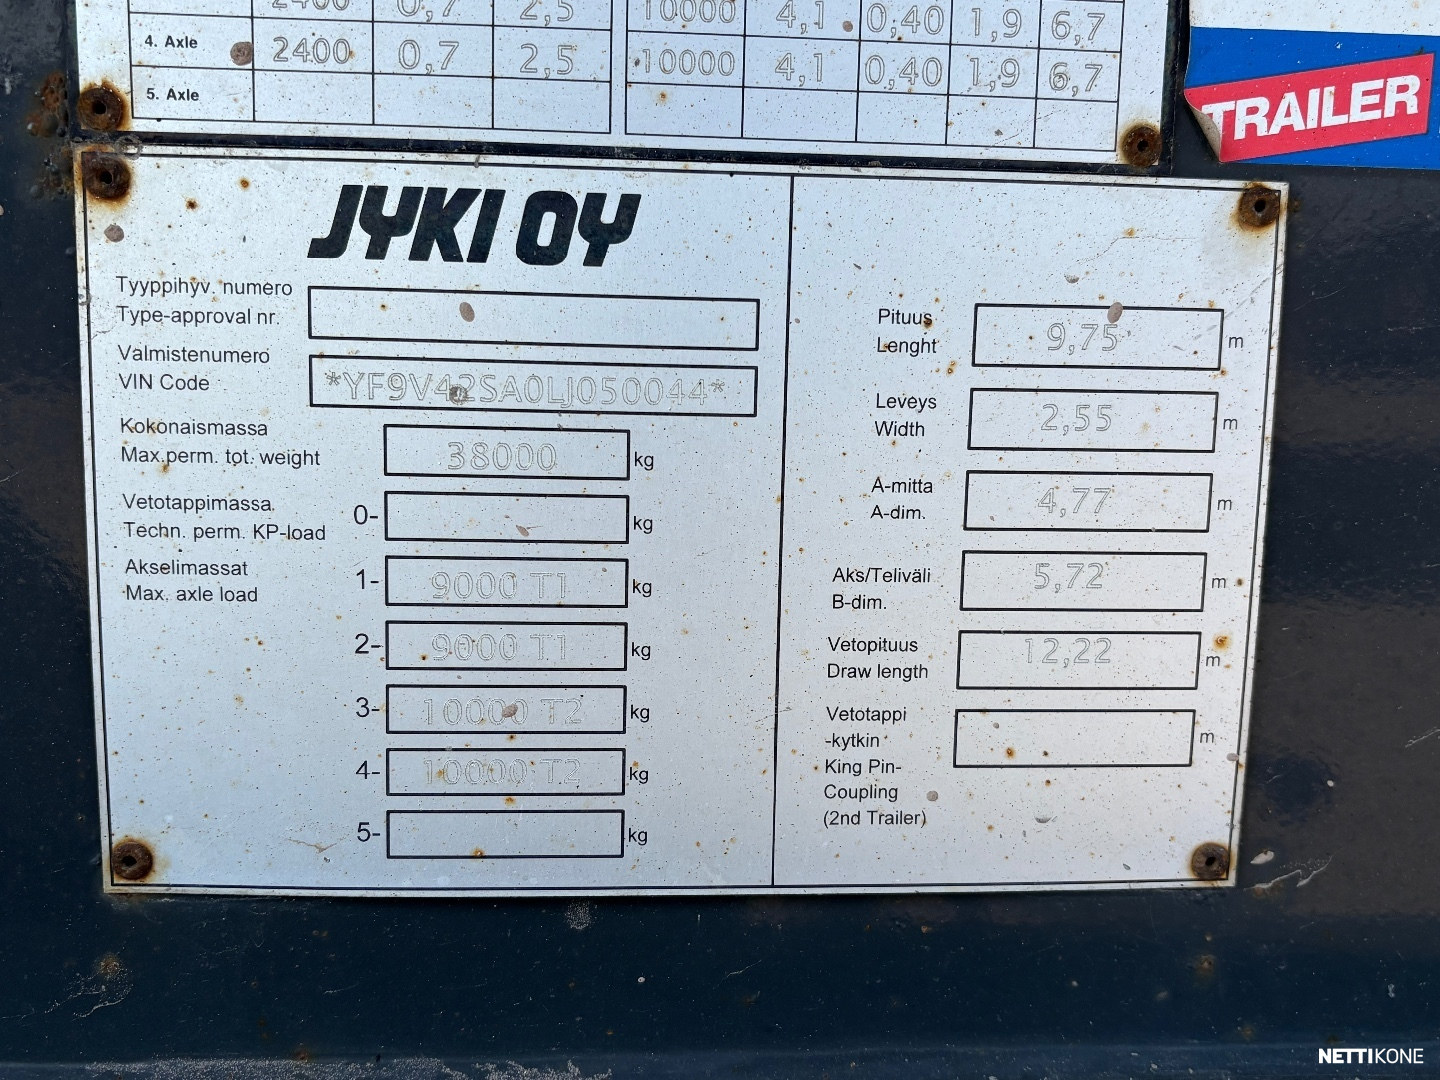 2400 0,7 2,5 10000 4,1 0,40 1,9 6,7
4. Axle 2400 0,7 2,5 10000 4,1 0,40 1,9 6,7
5. Axle
TRAILER
JYKI OY
Tyyppihyv. numero
Type-approval nr.
Valmistenumero
VIN Code *YF9V42SA0LJ050044*
Kokonaismassa
Max.perm. tot. weight 38000 kg
Vetotappimassa
Techn. perm. KP-load 0- kg
Akselimassat
Max. axle load
1- 9000 T1 kg
2- 9000 T1 kg
3- 10000 T2 kg
4- 10000 T2 kg
5- kg
Pituus
Lenght 9,75 m
Leveys
Width 2,55 m
A-mitta
A-dim. 4,77 m
Aks/Teliväli
B-dim. 5,72 m
Vetopituus
Draw length 12,22 m
Vetotappi
-kytkin m
King Pin-
Coupling
(2nd Trailer)
NETTIKONE